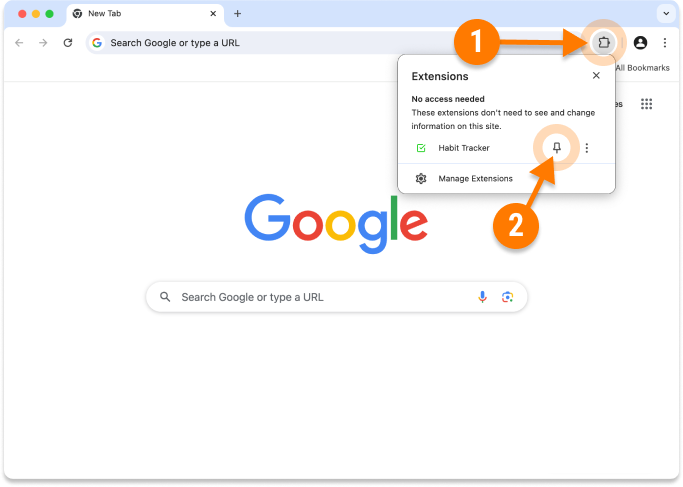 New Tab
Search Google or type a URL
1
All Bookmarks
Extensions
No access needed
These extensions don't need to see and change
information on this site.
Habit Tracker
Manage Extensions
2
Google
Search Google or type a URL